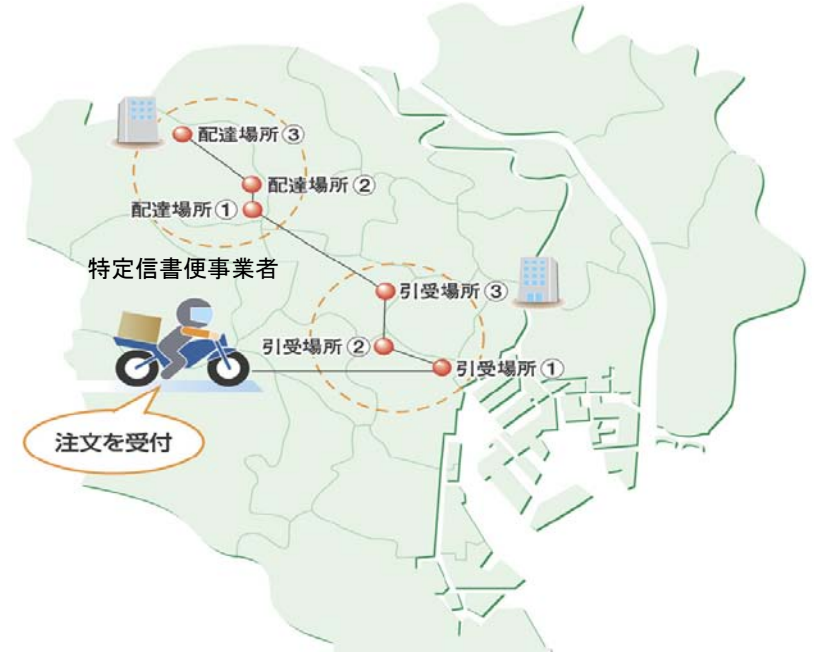 配達場所③
配達場所②
配達場所①
特定信書便事業者
引受場所③
引受場所②
引受場所①
注文を受付